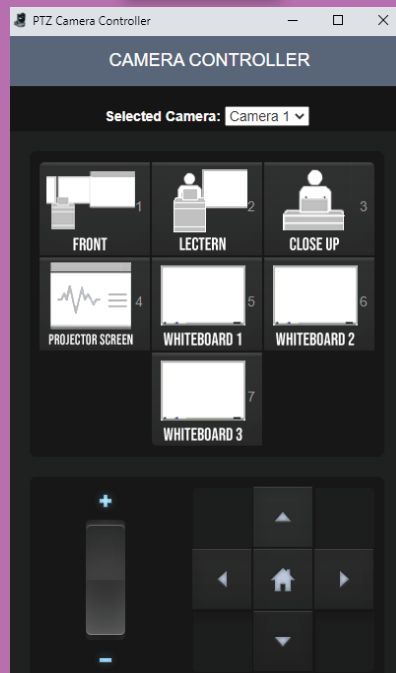 PTZ Camera Controller
CAMERA CONTROLLER
Selected Camera: Camera 1
1 2 3
FRONT LECTERN CLOSE UP
4 5 6
PROJECTOR SCREEN WHITEBOARD 1 WHITEBOARD 2
7
WHITEBOARD 3
+
−